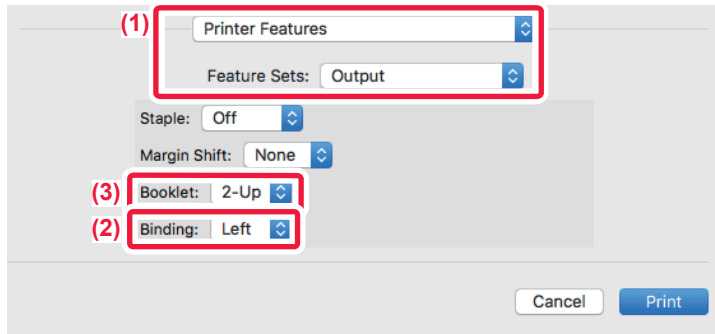 (1) Printer Features
Feature Sets: Output
Staple: Off
Margin Shift: None
(3) Booklet: 2-Up
(2) Binding: Left
Cancel Print